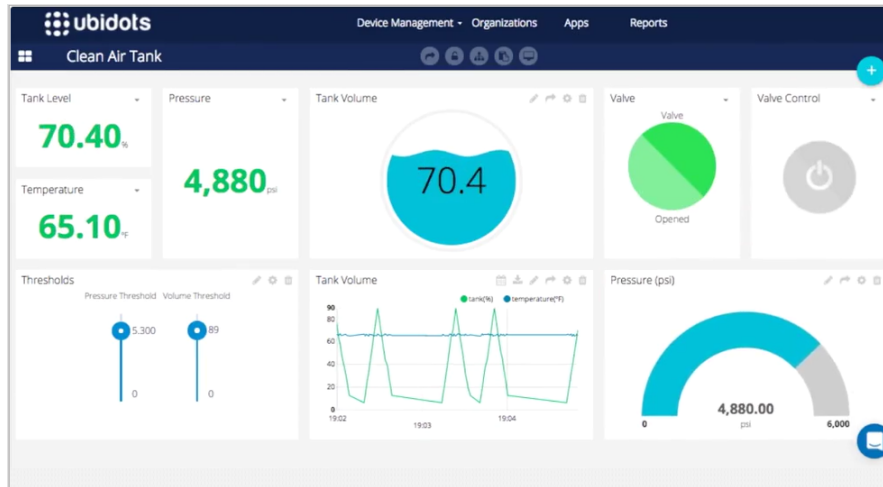 ubidots
Device Management Organizations Apps Reports
Clean Air Tank
Tank Level
70.40%
Temperature
65.10°F
Pressure
4,880 psi
Tank Volume
70.4
Valve
Valve
Opened
Valve Control
Thresholds
Pressure Threshold Volume Threshold
5.300 89
0 0
Tank Volume
tank(%) temperature(°F)
90
80
60
40
20
0
19:02 19:03 19:04
Pressure (psi)
4,880.00
psi
0 6,000